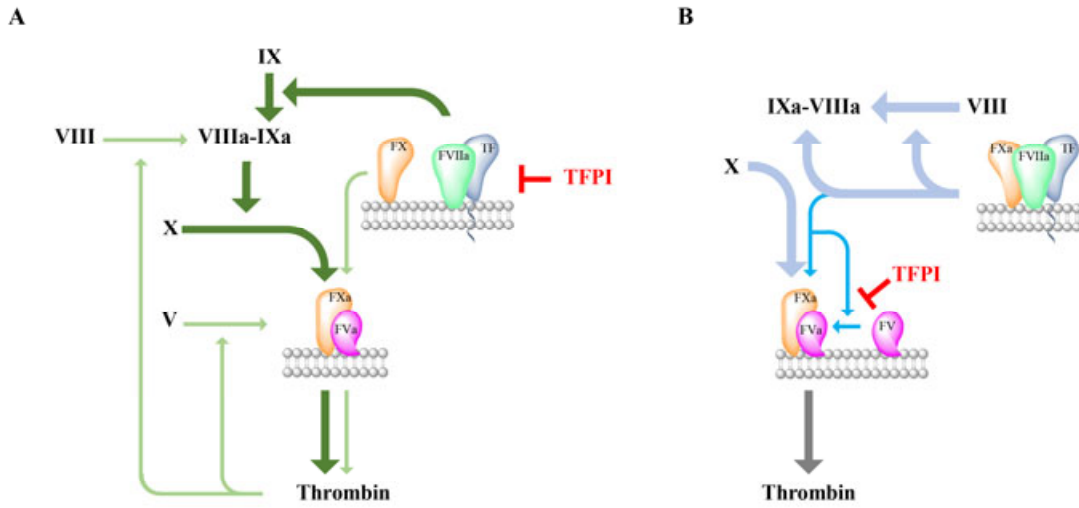 A
IX
VIII
VIIIa-IXa
FX
FVIIa
TF
TFPI
X
FXa
V
FVa
Thrombin
B
IXa-VIIIa
VIII
FXa
FVIIa
TF
X
TFPI
FXa
FVa
FV
Thrombin